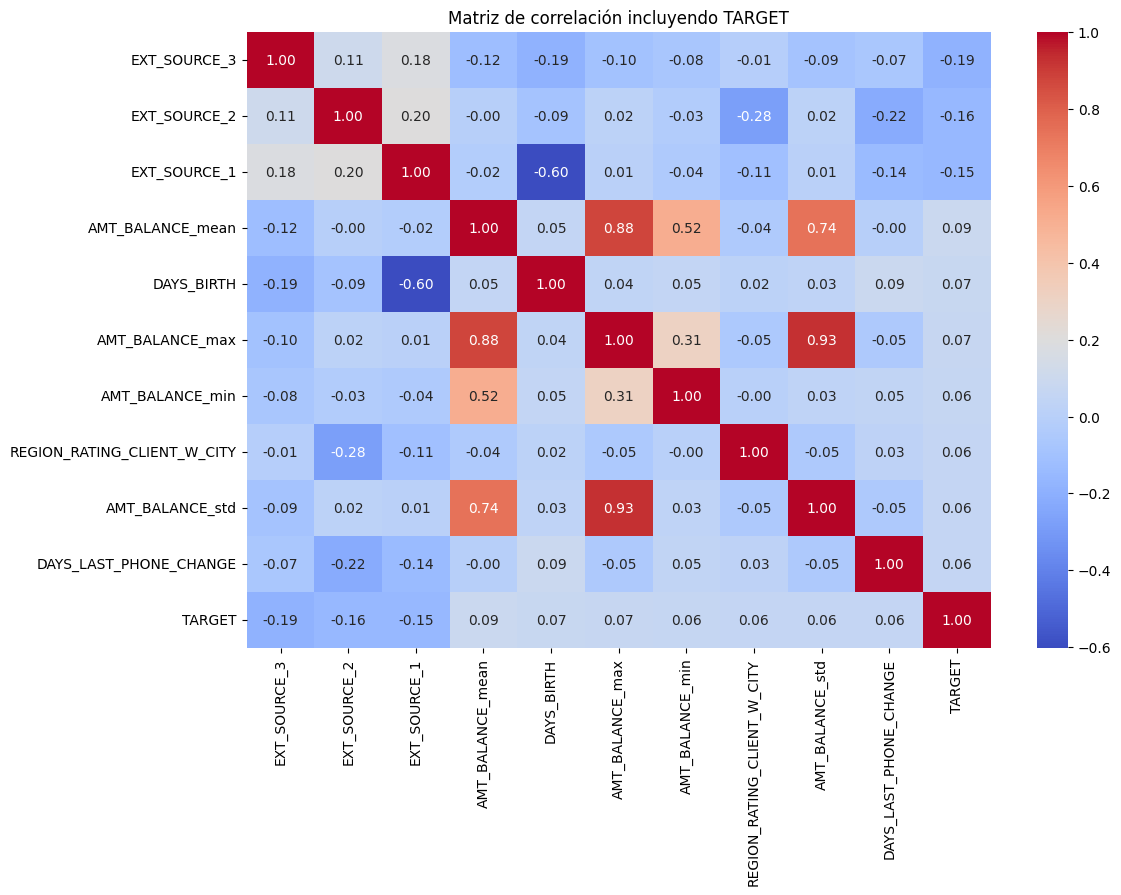 Matriz de correlación incluyendo TARGET
EXT_SOURCE_3 1.00 0.11 0.18 -0.12 -0.19 -0.10 -0.08 -0.01 -0.09 -0.07 -0.19
EXT_SOURCE_2 0.11 1.00 0.20 -0.00 -0.09 0.02 -0.03 -0.28 0.02 -0.22 -0.16
EXT_SOURCE_1 0.18 0.20 1.00 -0.02 -0.60 0.01 -0.04 -0.11 0.01 -0.14 -0.15
AMT_BALANCE_mean -0.12 -0.00 -0.02 1.00 0.05 0.88 0.52 -0.04 0.74 -0.00 0.09
DAYS_BIRTH -0.19 -0.09 -0.60 0.05 1.00 0.04 0.05 0.02 0.03 0.09 0.07
AMT_BALANCE_max -0.10 0.02 0.01 0.88 0.04 1.00 0.31 -0.05 0.93 -0.05 0.07
AMT_BALANCE_min -0.08 -0.03 -0.04 0.52 0.05 0.31 1.00 -0.00 0.03 0.05 0.06
REGION_RATING_CLIENT_W_CITY -0.01 -0.28 -0.11 -0.04 0.02 -0.05 -0.00 1.00 -0.05 0.03 0.06
AMT_BALANCE_std -0.09 0.02 0.01 0.74 0.03 0.93 0.03 -0.05 1.00 -0.05 0.06
DAYS_LAST_PHONE_CHANGE -0.07 -0.22 -0.14 -0.00 0.09 -0.05 0.05 0.03 -0.05 1.00 0.06
TARGET -0.19 -0.16 -0.15 0.09 0.07 0.07 0.06 0.06 0.06 0.06 1.00
EXT_SOURCE_3
EXT_SOURCE_2
EXT_SOURCE_1
AMT_BALANCE_mean
DAYS_BIRTH
AMT_BALANCE_max
AMT_BALANCE_min
REGION_RATING_CLIENT_W_CITY
AMT_BALANCE_std
DAYS_LAST_PHONE_CHANGE
TARGET
1.0
0.8
0.6
0.4
0.2
0.0
−0.2
−0.4
−0.6